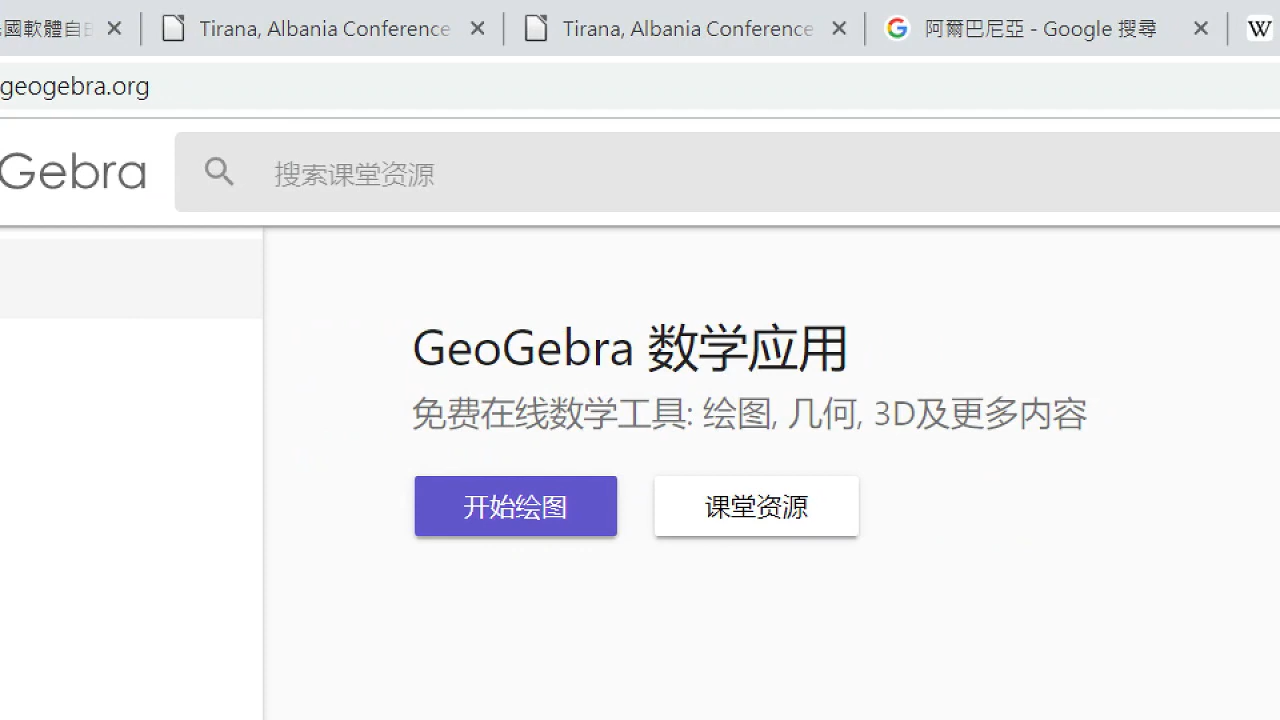 國軟體自由
Tirana, Albania Conference
Tirana, Albania Conference
阿爾巴尼亞 - Google 搜尋
W
geogebra.org
Gebra
搜索课堂资源
GeoGebra 数学应用
免费在线数学工具: 绘图, 几何, 3D及更多内容
开始绘图
课堂资源